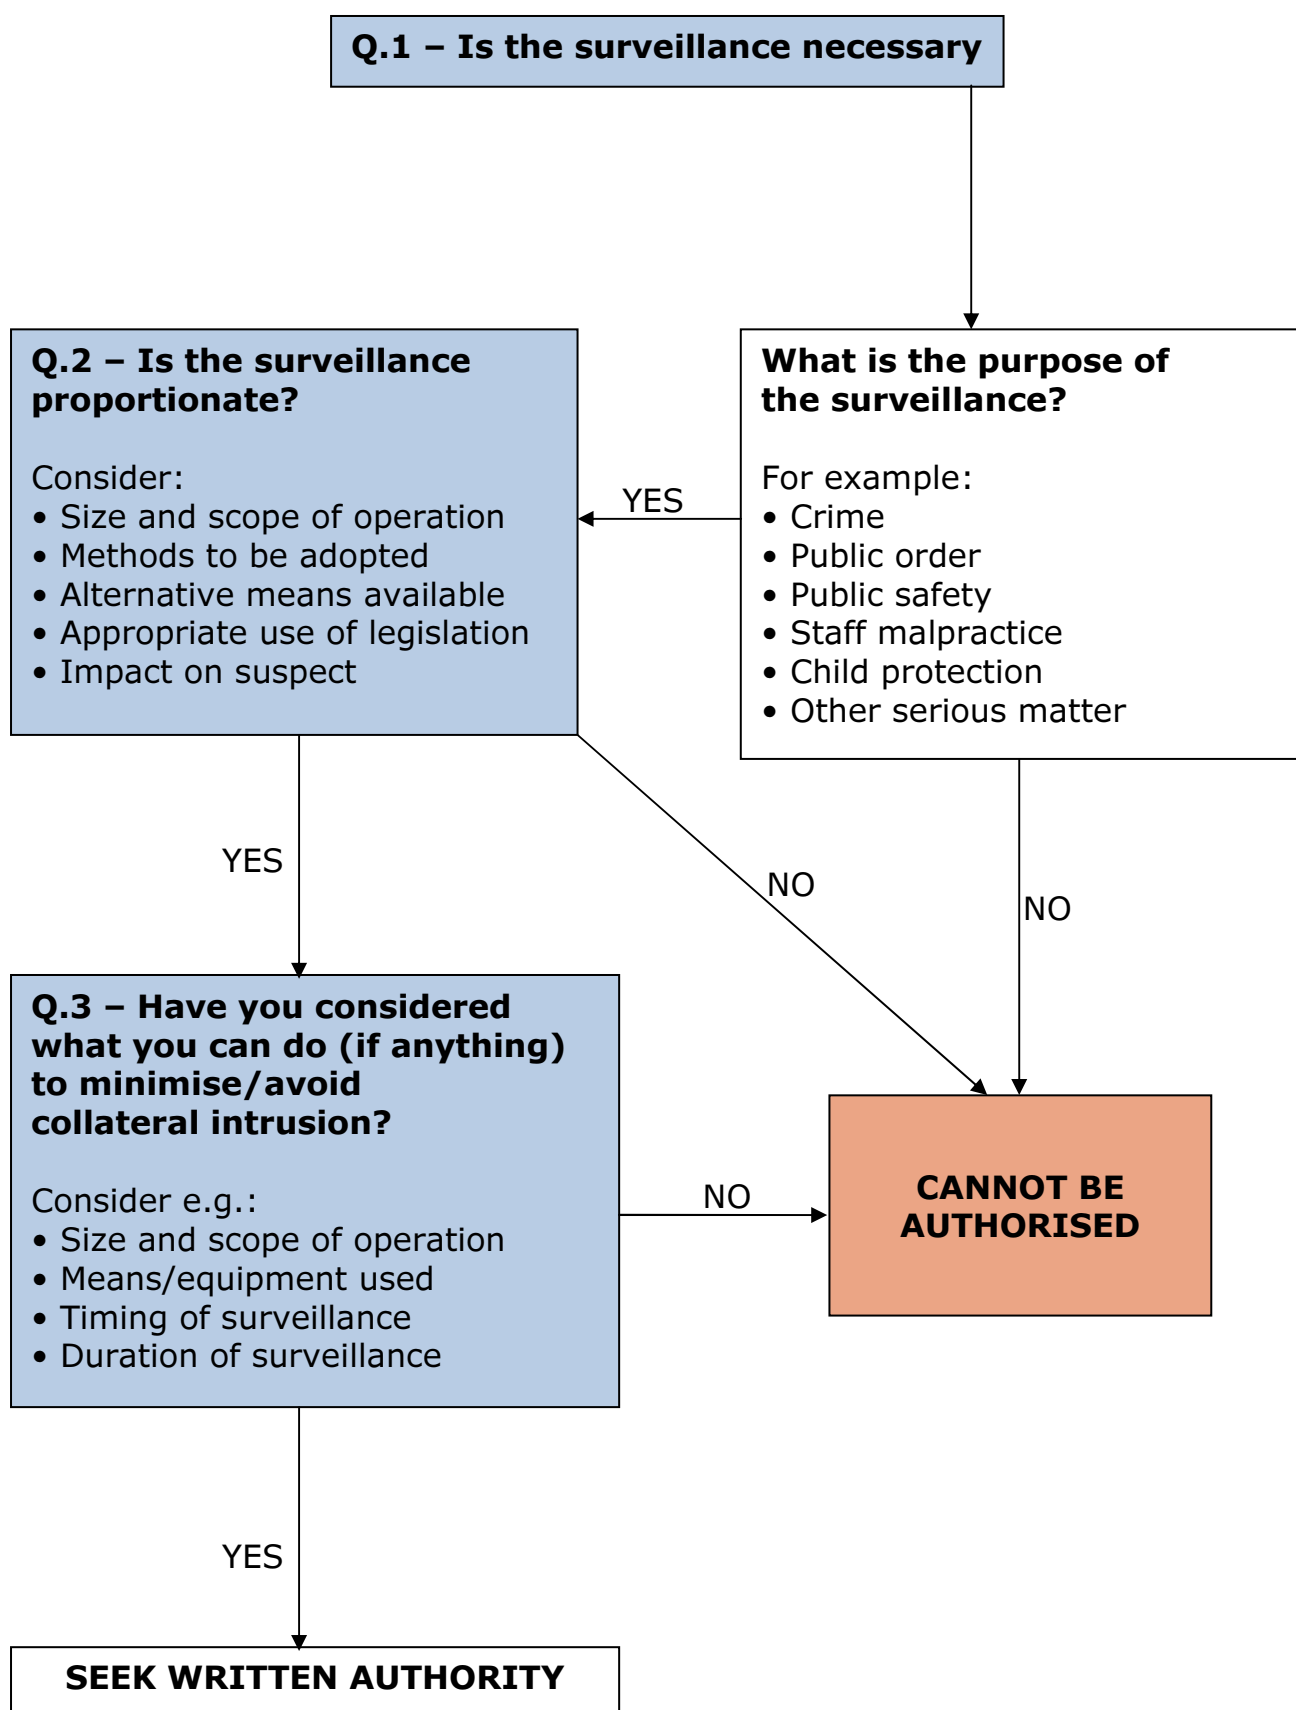 Q.1 – Is the surveillance necessary
What is the purpose of
the surveillance?
For example:
• Crime
• Public order
• Public safety
• Staff malpractice
• Child protection
• Other serious matter
YES
NO
Q.2 – Is the surveillance
proportionate?
Consider:
• Size and scope of operation
• Methods to be adopted
• Alternative means available
• Appropriate use of legislation
• Impact on suspect
YES
NO
Q.3 – Have you considered
what you can do (if anything)
to minimise/avoid
collateral intrusion?
Consider e.g.:
• Size and scope of operation
• Means/equipment used
• Timing of surveillance
• Duration of surveillance
NO
CANNOT BE
AUTHORISED
YES
SEEK WRITTEN AUTHORITY